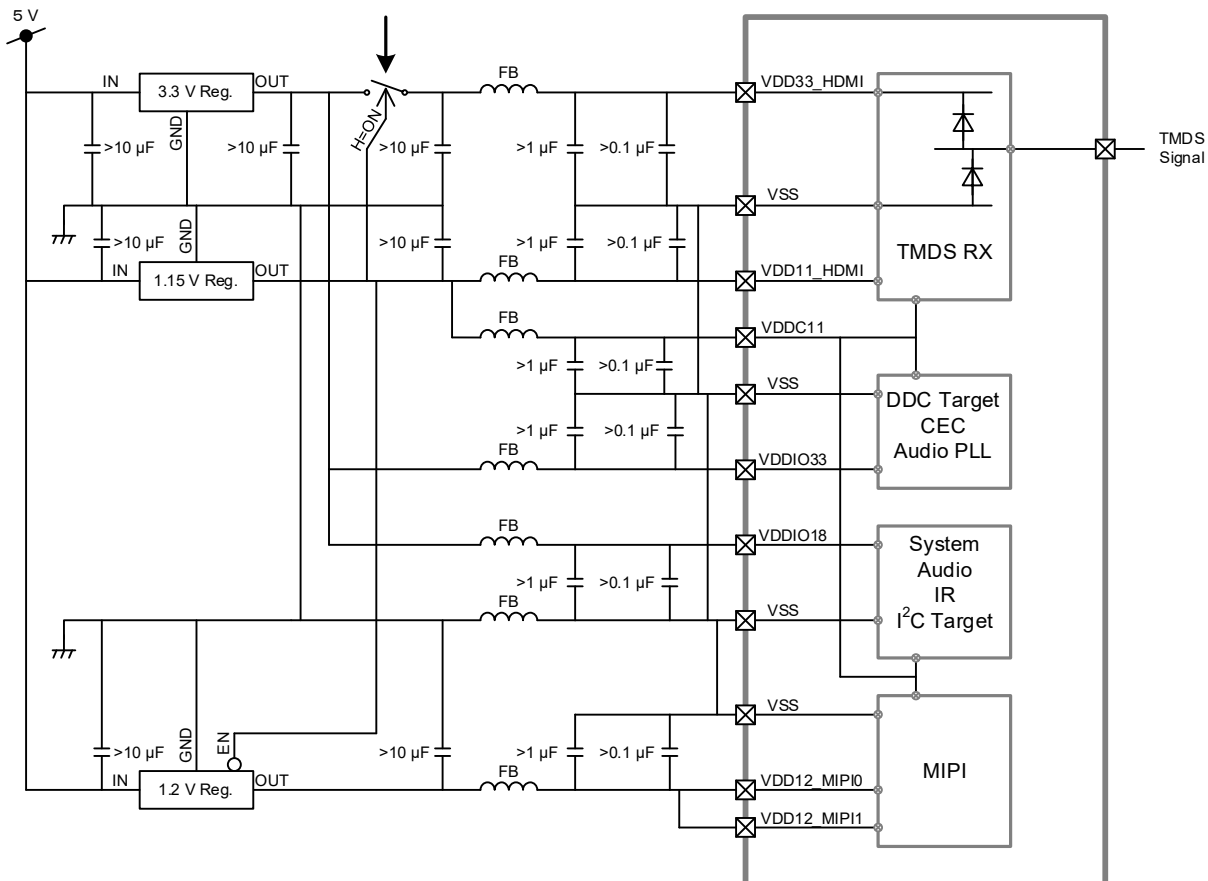 5 V
IN
3.3 V Reg.
OUT
FB
VDD33_HDMI
GND
>10 µF
>10 µF
H=ON
>10 µF
>1 µF
>0.1 µF
TMDS
Signal
VSS
GND
>10 µF
>10 µF
>1 µF
>0.1 µF
TMDS RX
IN
1.15 V Reg.
OUT
FB
VDD11_HDMI
FB
VDDC11
>1 µF
>0.1 µF
VSS
DDC Target
CEC
Audio PLL
>1 µF
>0.1 µF
FB
VDDIO33
FB
VDDIO18
System
Audio
IR
I²C Target
>1 µF
>0.1 µF
FB
VSS
VSS
GND
EN
>10 µF
>10 µF
>1 µF
>0.1 µF
MIPI
IN
1.2 V Reg.
OUT
FB
VDD12_MIPI0
VDD12_MIPI1